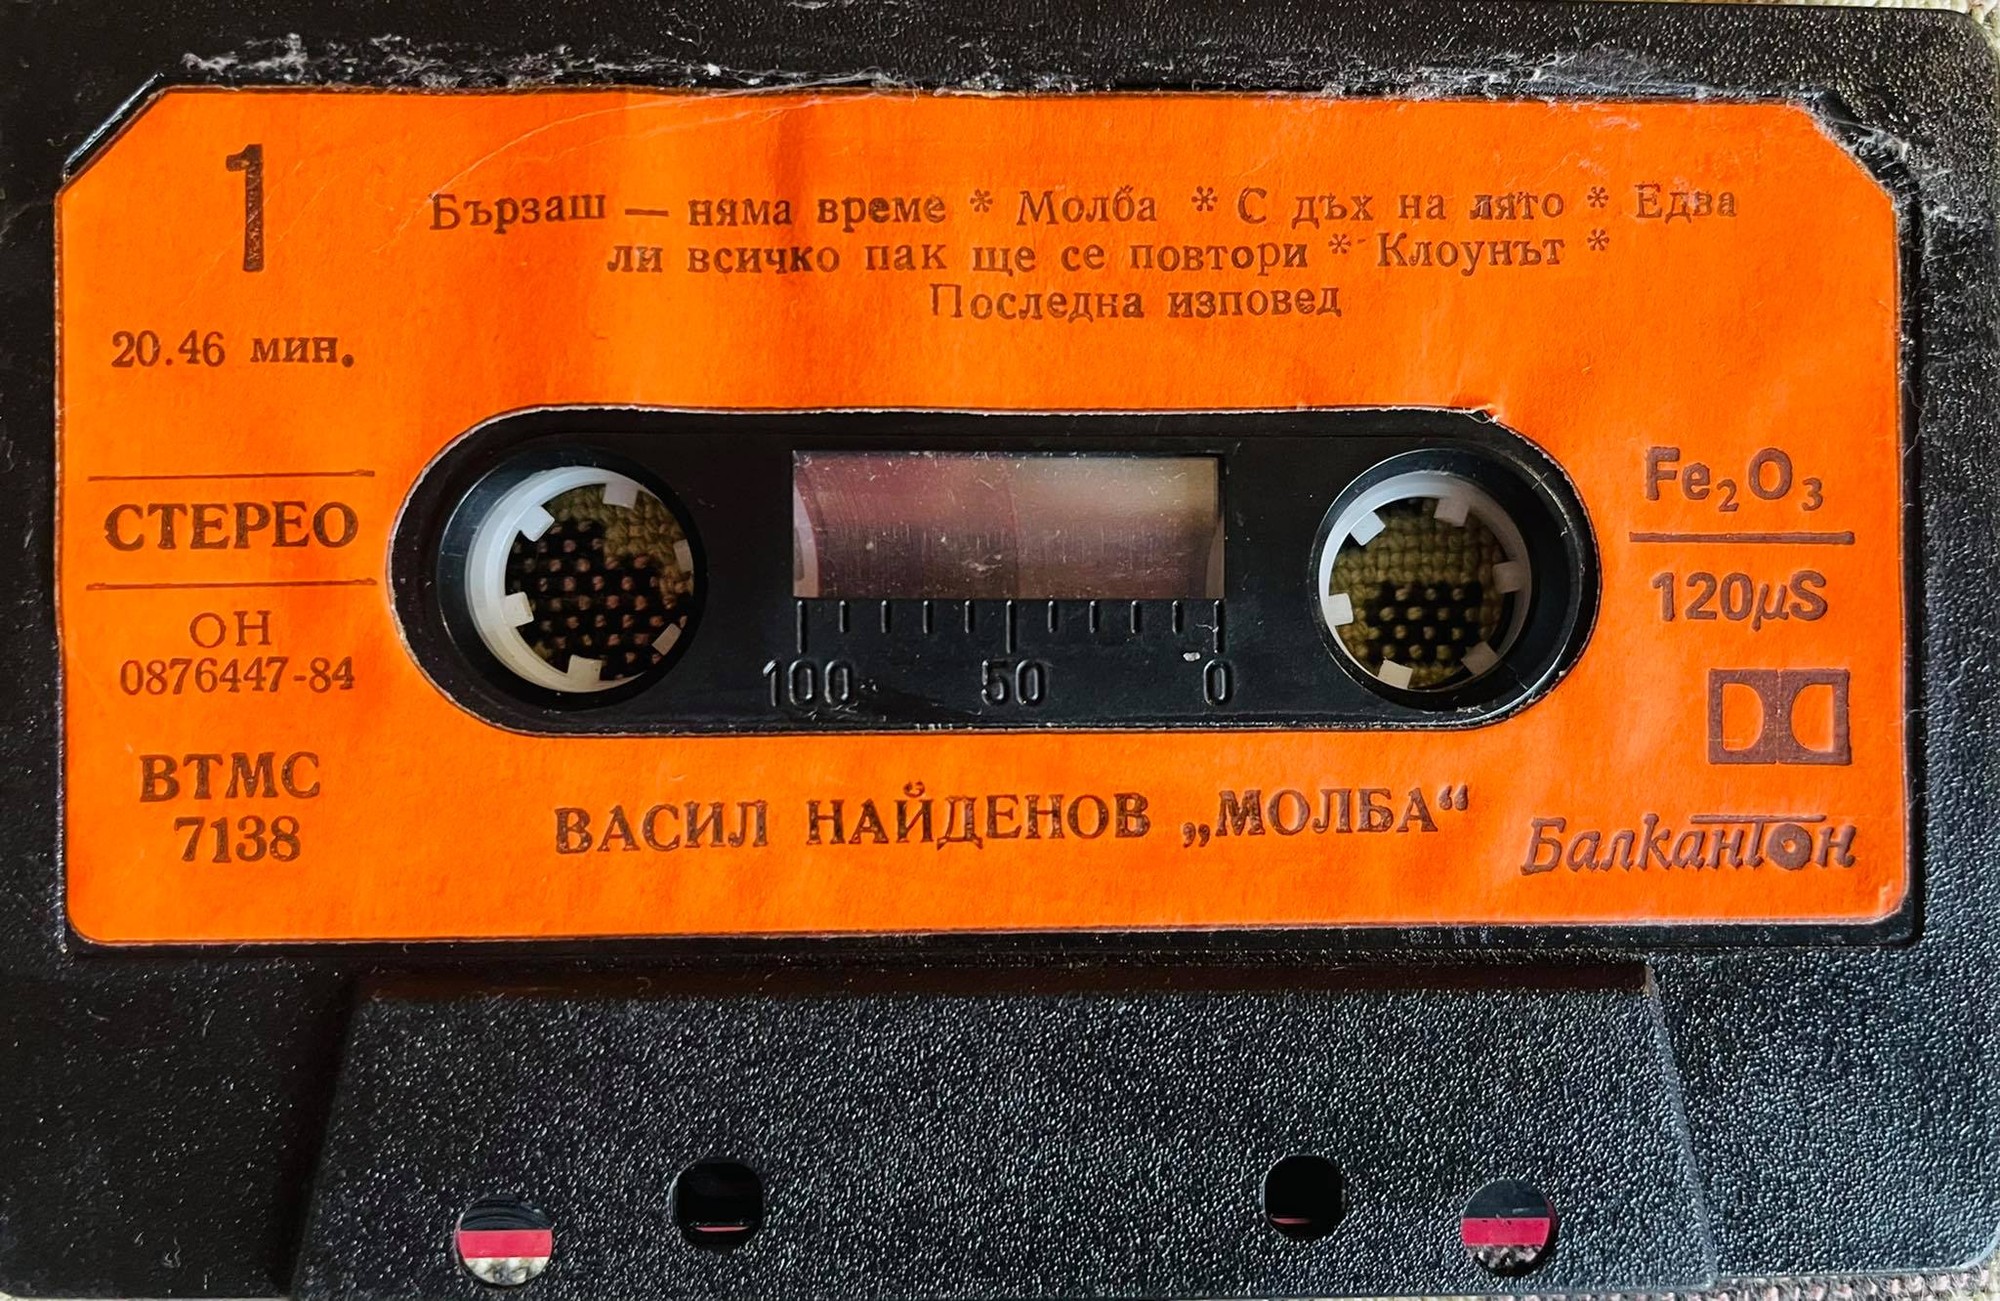 1
Бързаш — няма време * Молба * С дъх на лято * Едва
ли всичко пак ще се повтори * Клоунът *
Последна изповед
20.46 мин.
СТЕРЕО
ОН
0876447-84
ВТМС
7138
100 50 0
Fe₂O₃
120µS
ВАСИЛ НАЙДЕНОВ „МОЛБА“
Балкантон